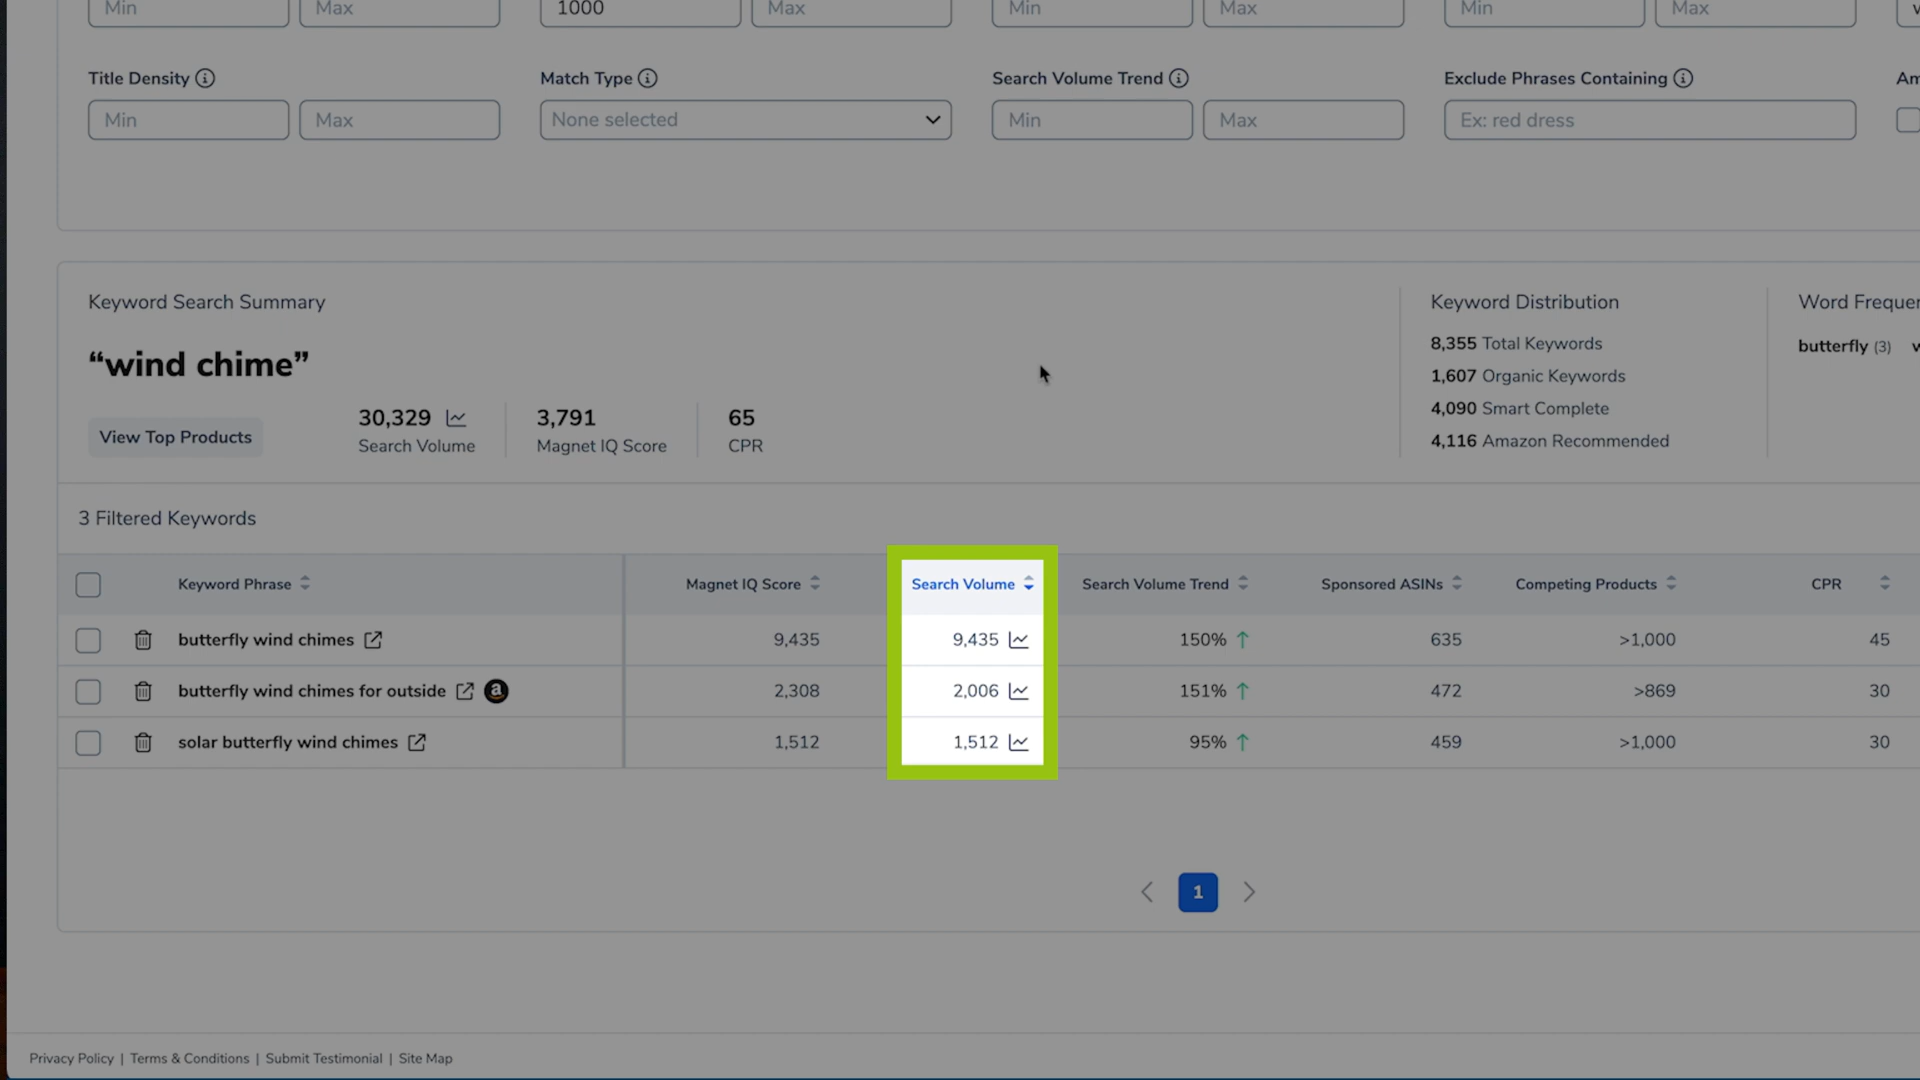 Min Max 1000 Max Min Max Min Max
Title Density Match Type Search Volume Trend Exclude Phrases Containing
Min Max None selected Min Max Ex: red dress
Keyword Search Summary
“wind chime”
View Top Products
30,329
Search Volume
3,791
Magnet IQ Score
65
CPR
Keyword Distribution
8,355 Total Keywords
1,607 Organic Keywords
4,090 Smart Complete
4,116 Amazon Recommended
Word
butterfly (3)
3 Filtered Keywords
Keyword Phrase Magnet IQ Score Search Volume Search Volume Trend Sponsored ASINs Competing Products CPR
butterfly wind chimes 9,435 9,435 150% 635 >1,000 45
butterfly wind chimes for outside a 2,308 2,006 151% 472 >869 30
solar butterfly wind chimes 1,512 1,512 95% 459 >1,000 30
1
Privacy Policy | Terms & Conditions | Submit Testimonial | Site Map